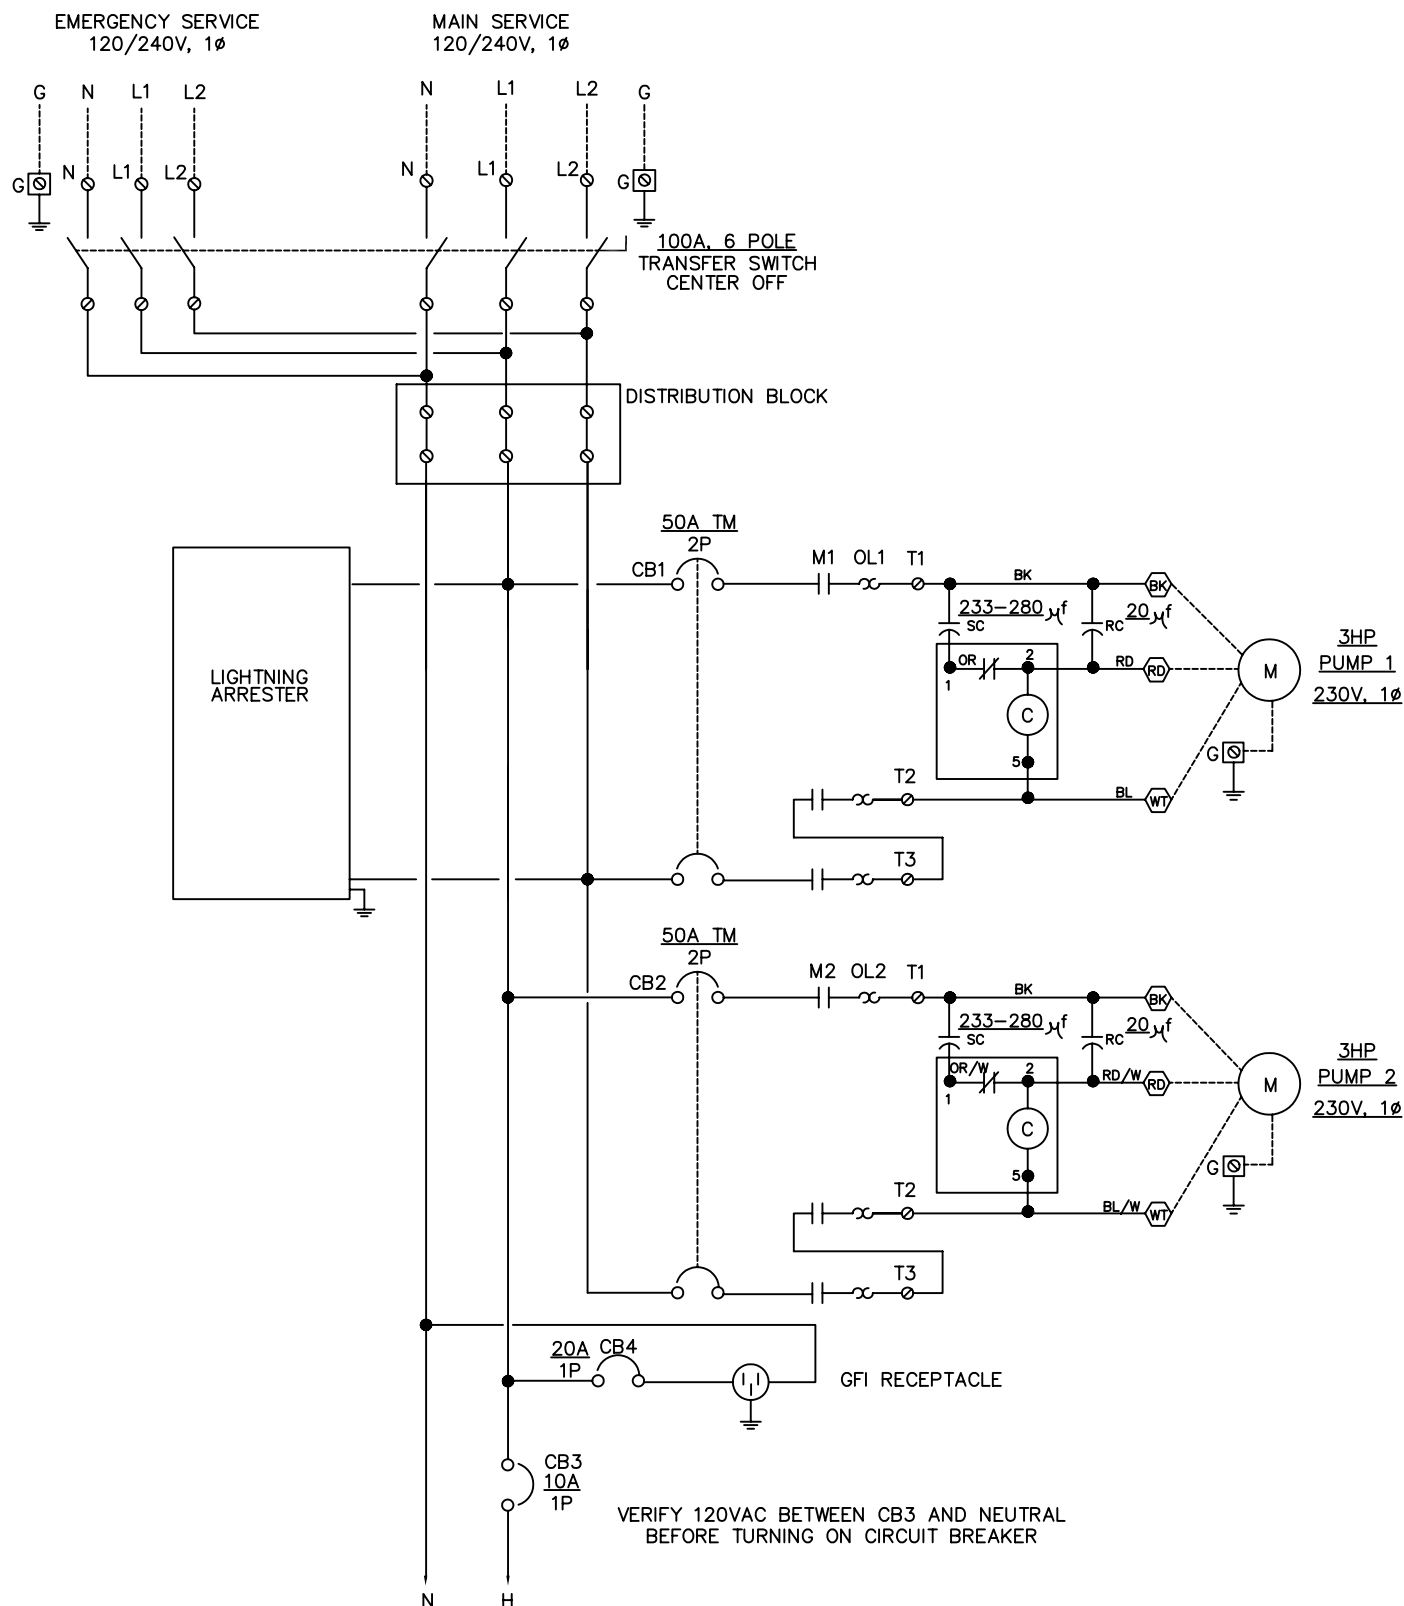 EMERGENCY SERVICE
120/240V, 1ø
MAIN SERVICE
120/240V, 1ø
G N L1 L2
N L1 L2 G
G N L1 L2
N L1 L2 G
100A, 6 POLE
TRANSFER SWITCH
CENTER OFF
DISTRIBUTION BLOCK
LIGHTNING
ARRESTER
50A TM
2P
CB1
M1 OL1 T1
BK
BK
233-280 µf
SC
RC
20 µf
OR
1
2
RD
RD
C
5
M
3HP
PUMP 1
230V, 1ø
G
T2
BL
WT
T3
50A TM
2P
CB2
M2 OL2 T1
BK
BK
233-280 µf
SC
RC
20 µf
OR/W
1
2
RD/W
RD
C
5
M
3HP
PUMP 2
230V, 1ø
G
T2
BL/W
WT
T3
20A CB4
1P
GFI RECEPTACLE
CB3
10A
1P
VERIFY 120VAC BETWEEN CB3 AND NEUTRAL
BEFORE TURNING ON CIRCUIT BREAKER
N H